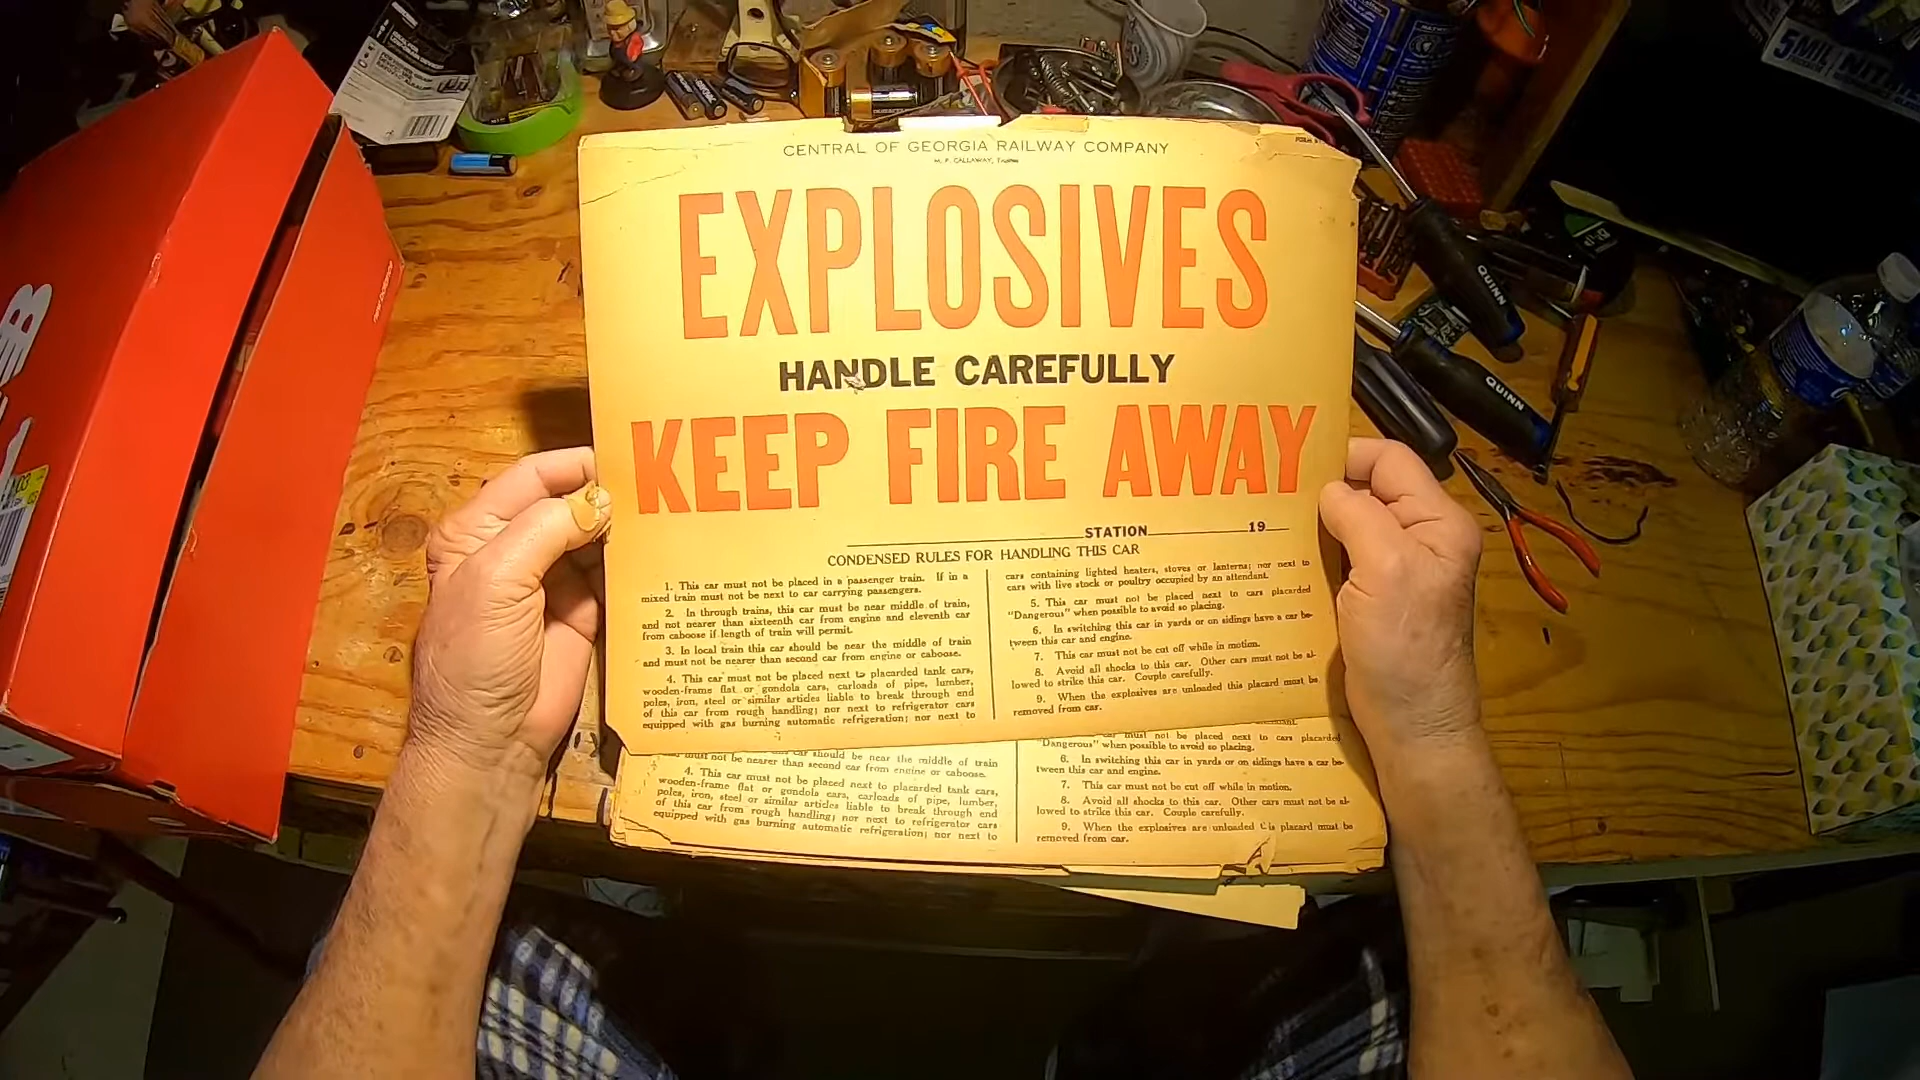 CENTRAL OF GEORGIA RAILWAY COMPANY
EXPLOSIVES
HANDLE CAREFULLY
KEEP FIRE AWAY
STATION 19
CONDENSED RULES FOR HANDLING THIS CAR
1. This car must not be placed in a passenger train. If in a
mixed train must not be next to car carrying passengers.
2. In through trains, this car must be near middle of train,
and not nearer than sixteenth car from engine and eleventh car
from caboose if length of train will permit.
3. In local train this car should be near the middle of train
and must not be nearer than second car from engine or caboose.
4. This car must not be placed next to placarded tank cars,
wooden-frame flat or gondola cars, carloads of pipe, lumber,
poles, iron, steel or similar articles liable to break through end
of this car from rough handling; nor next to refrigerator cars
equipped with gas burning automatic refrigeration; nor next to
cars containing lighted heaters, stoves or lanterns; nor next to
cars with live stock or poultry occupied by an attendant.
5. This car must not be placed next to cars placarded
"Dangerous" when possible to avoid so placing.
6. In switching this car in yards or on sidings have a car be-
tween this car and engine.
7. This car must not be cut off while in motion.
8. Avoid all shocks to this car. Other cars must not be al-
lowed to strike this car. Couple carefully.
9. When the explosives are unloaded this placard must be
removed from car.
car should be near the middle of train
must not be nearer than second car from engine or caboose.
4. This car must not be placed next to placarded tank cars,
wooden-frame flat or gondola cars, carloads of pipe, lumber,
poles, iron, steel or similar articles liable to break through end
of this car from rough handling; nor next to refrigerator cars
equipped with gas burning automatic refrigeration; nor next to
car must not be placed next to cars placarded
"Dangerous" when possible to avoid so placing.
6. In switching this car in yards or on sidings have a car be-
tween this car and engine.
7. This car must not be cut off while in motion.
8. Avoid all shocks to this car. Other cars must not be al-
lowed to strike this car. Couple carefully.
9. When the explosives are unloaded this placard must be
removed from car.
QUINN
QUINN
5MIL